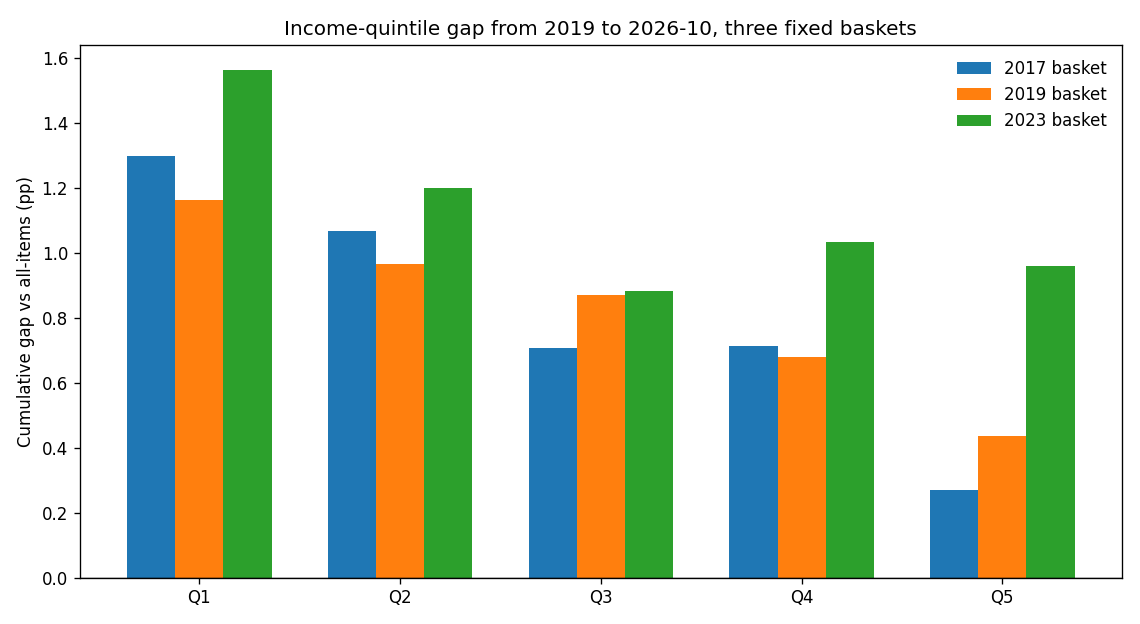 Income-quintile gap from 2019 to 2026-10, three fixed baskets
Cumulative gap vs all-items (pp)
1.6
1.4
1.2
1.0
0.8
0.6
0.4
0.2
0.0
2017 basket
2019 basket
2023 basket
Q1
Q2
Q3
Q4
Q5